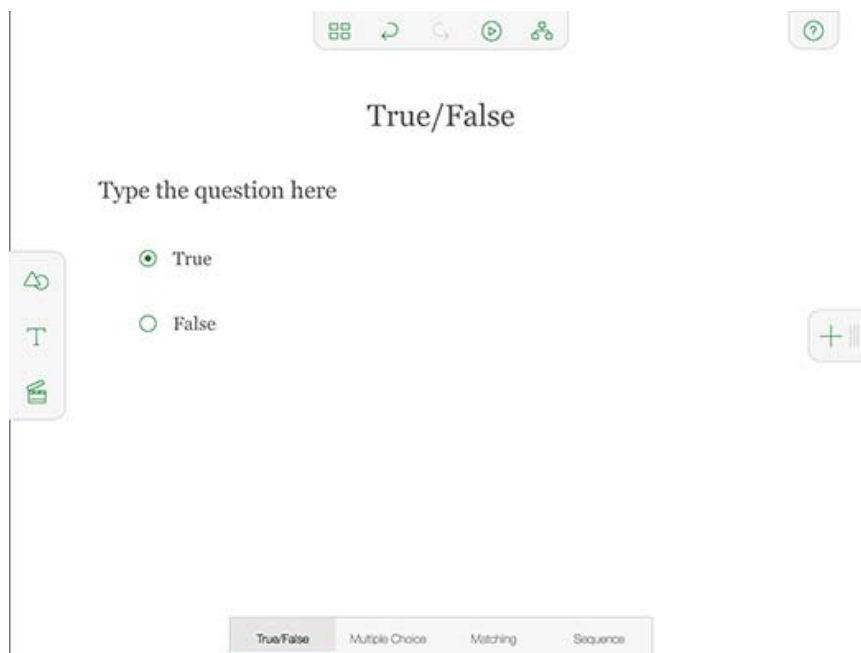 True/False
Type the question here
True
False
True/False Multiple Choice Matching Sequence